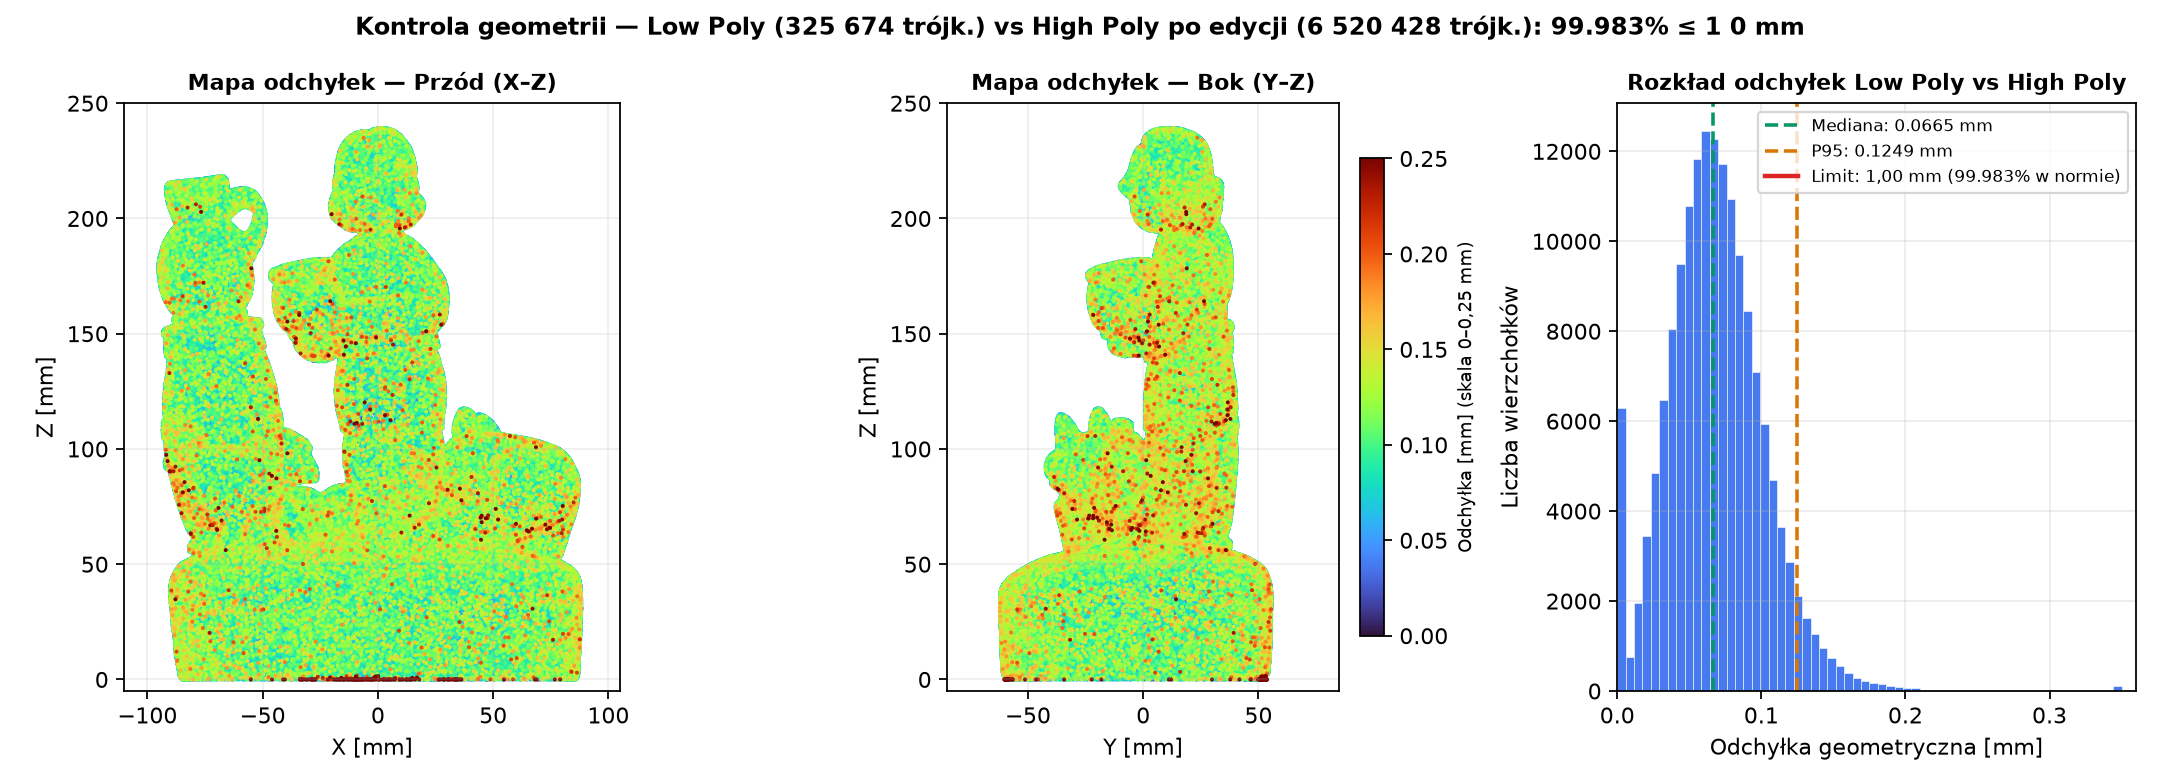 Kontrola geometrii — Low Poly (325 674 trójk.) vs High Poly po edycji (6 520 428 trójk.): 99.983% ≤ 1 0 mm
Mapa odchyłek — Przód (X–Z)
250
200
150
100
50
0
Z [mm]
−100
−50
0
50
100
X [mm]
Mapa odchyłek — Bok (Y–Z)
250
200
150
100
50
0
Z [mm]
−50
0
50
Y [mm]
0.25
0.20
0.15
0.10
0.05
0.00
Odchyłka [mm] (skala 0–0,25 mm)
Rozkład odchyłek Low Poly vs High Poly
Mediana: 0.0665 mm
P95: 0.1249 mm
Limit: 1,00 mm (99.983% w normie)
12000
10000
8000
6000
4000
2000
0
Liczba wierzchołków
0.0
0.1
0.2
0.3
Odchyłka geometryczna [mm]